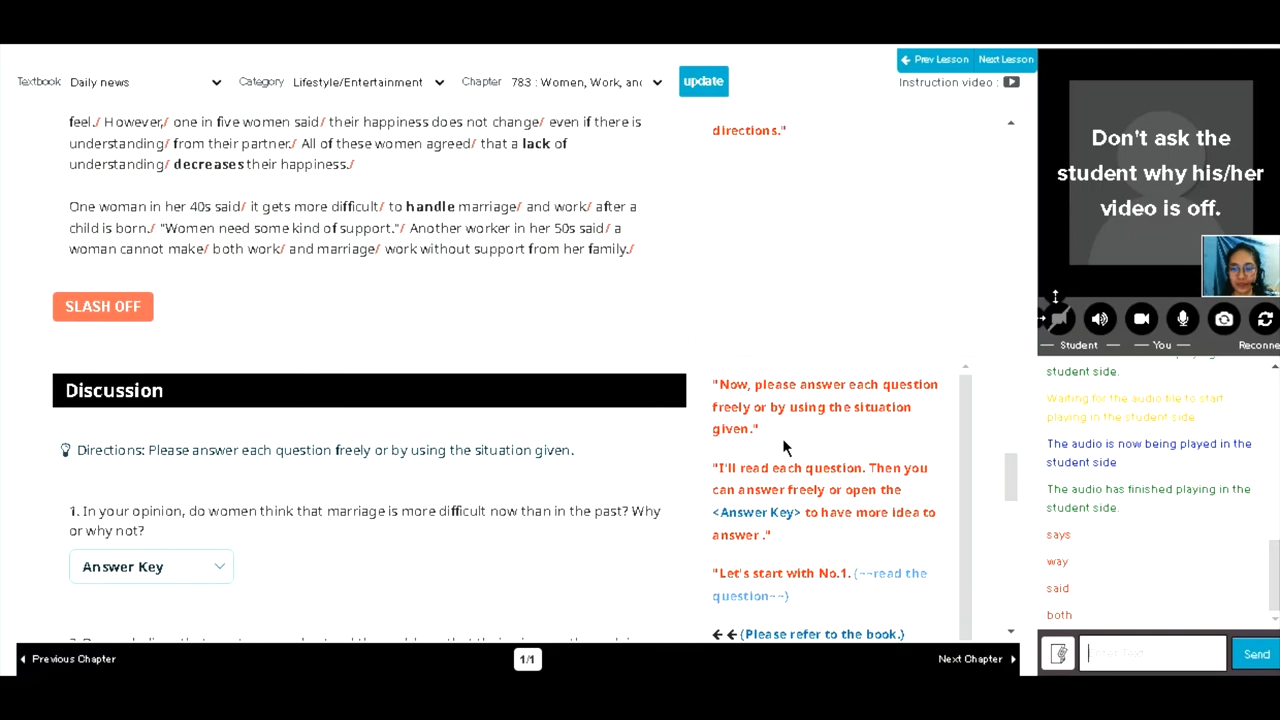 Prev Lesson Next Lesson
Textbook Daily news Category Lifestyle/Entertainment Chapter 783 : Women, Work, and update
Instruction video :
feel./ However,/ one in five women said/ their happiness does not change/ even if there is
understanding/ from their partner./ All of these women agreed/ that a lack of
understanding/ decreases their happiness./
One woman in her 40s said/ it gets more difficult/ to handle marriage/ and work/ after a
child is born./ "Women need some kind of support."/ Another worker in her 50s said/ a
woman cannot make/ both work/ and marriage/ work without support from her family./
SLASH OFF
directions."
Discussion
Directions: Please answer each question freely or by using the situation given.
1. In your opinion, do women think that marriage is more difficult now than in the past? Why
or why not?
Answer Key
"Now, please answer each question
freely or by using the situation
given."
"I'll read each question. Then you
can answer freely or open the
<Answer Key> to have more idea to
answer ."
"Let's start with No.1. (~~read the
question~~)
←← (Please refer to the book.)
Previous Chapter
1/1
Next Chapter
Don't ask the
student why his/her
video is off.
Student You Reconne
student side.
Waiting for the audio file to start
playing in the student side
The audio is now being played in the
student side
The audio has finished playing in the
student side.
says
way
said
both
Enter Text
Send